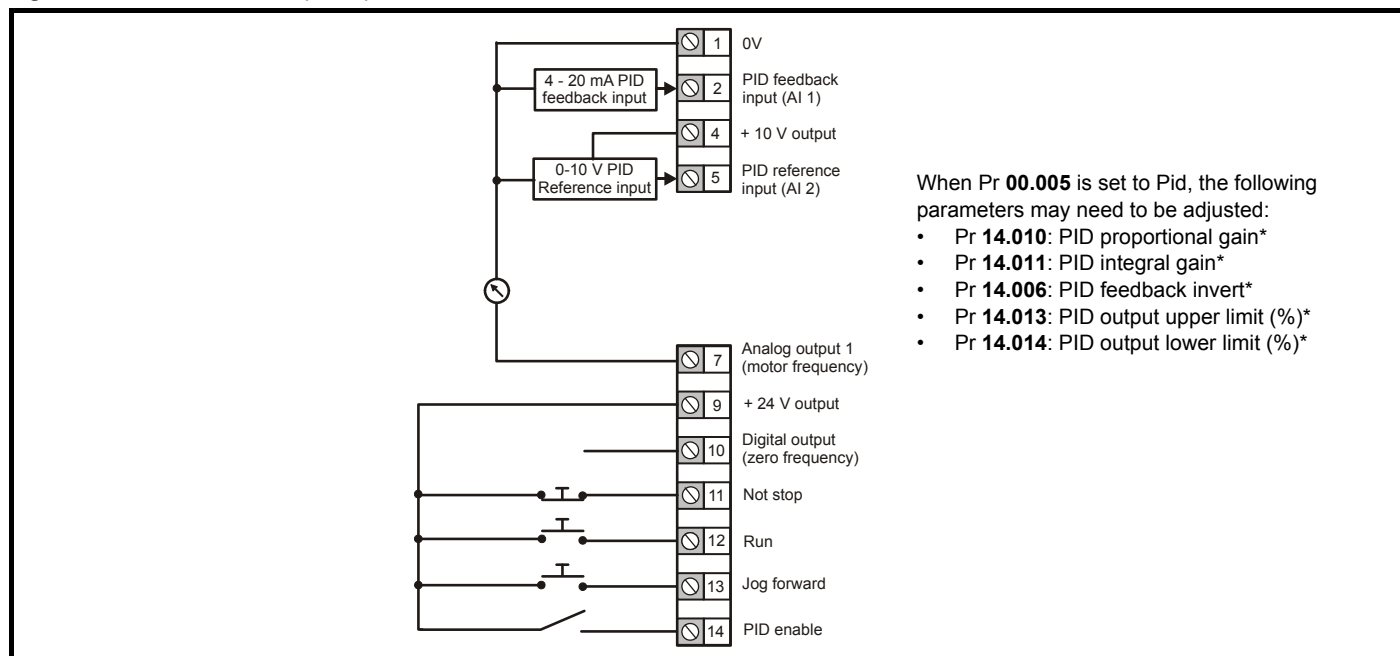 1 0V
4 - 20 mA PID
feedback input
2 PID feedback
input (AI 1)
4 + 10 V output
0-10 V PID
Reference input
5 PID reference
input (AI 2)
7 Analog output 1
(motor frequency)
9 + 24 V output
10 Digital output
(zero frequency)
11 Not stop
12 Run
13 Jog forward
14 PID enable
When Pr 00.005 is set to Pid, the following
parameters may need to be adjusted:
• Pr 14.010: PID proportional gain*
• Pr 14.011: PID integral gain*
• Pr 14.006: PID feedback invert*
• Pr 14.013: PID output upper limit (%)*
• Pr 14.014: PID output lower limit (%)*